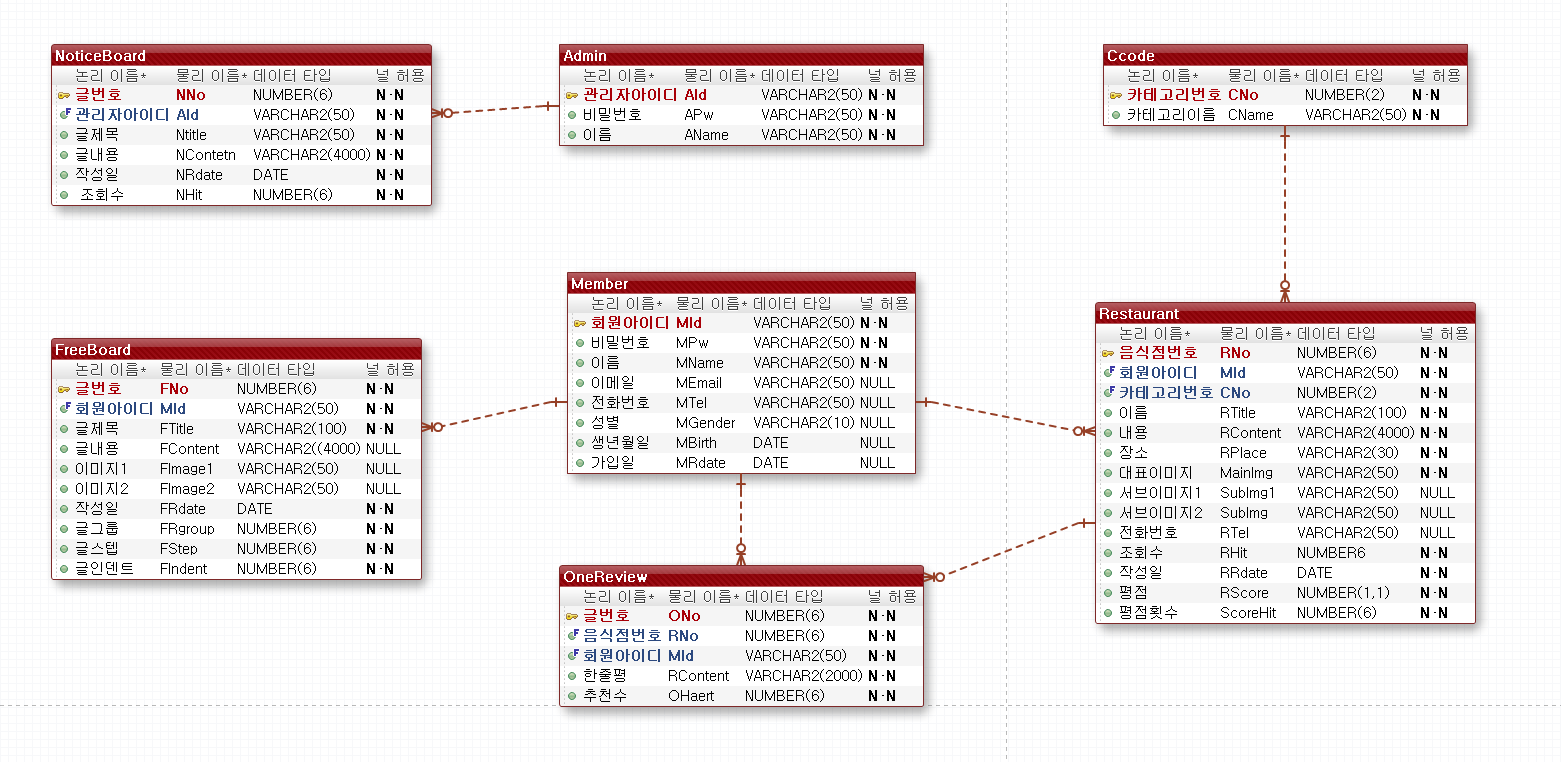 NoticeBoard
논리 이름* 물리 이름* 데이터 타입 널 허용
글번호 NNo NUMBER(6) N·N
관리자아이디 AId VARCHAR2(50) N·N
글제목 Ntitle VARCHAR2(50) N·N
글내용 NContetn VARCHAR2(4000) N·N
작성일 NRdate DATE N·N
조회수 NHit NUMBER(6) N·N
Admin
논리 이름* 물리 이름* 데이터 타입 널 허용
관리자아이디 AId VARCHAR2(50) N·N
비밀번호 APw VARCHAR2(50) N·N
이름 AName VARCHAR2(50) N·N
Ccode
논리 이름* 물리 이름* 데이터 타입 널 허용
카테고리번호 CNo NUMBER(2) N·N
카테고리이름 CName VARCHAR2(50) N·N
Member
논리 이름* 물리 이름* 데이터 타입 널 허용
회원아이디 MId VARCHAR2(50) N·N
비밀번호 MPw VARCHAR2(50) N·N
이름 MName VARCHAR2(50) N·N
이메일 MEmail VARCHAR2(50) NULL
전화번호 MTel VARCHAR2(50) NULL
성별 MGender VARCHAR2(10) NULL
생년월일 MBirth DATE NULL
가입일 MRdate DATE NULL
FreeBoard
논리 이름* 물리 이름* 데이터 타입 널 허용
글번호 FNo NUMBER(6) N·N
회원아이디 MId VARCHAR2(50) N·N
글제목 FTitle VARCHAR2(100) N·N
글내용 FContent VARCHAR2((4000) NULL
이미지1 FImage1 VARCHAR2(50) NULL
이미지2 FImage2 VARCHAR2(50) NULL
작성일 FRdate DATE N·N
글그룹 FRgroup NUMBER(6) N·N
글스텝 FStep NUMBER(6) N·N
글인덴트 FIndent NUMBER(6) N·N
Restaurant
논리 이름* 물리 이름* 데이터 타입 널 허용
음식점번호 RNo NUMBER(6) N·N
회원아이디 MId VARCHAR2(50) N·N
카테고리번호 CNo NUMBER(2) N·N
이름 RTitle VARCHAR2(100) N·N
내용 RContent VARCHAR2(4000) N·N
장소 RPlace VARCHAR2(30) N·N
대표이미지 MainImg VARCHAR2(50) N·N
서브이미지1 SubImg1 VARCHAR2(50) NULL
서브이미지2 SubImg VARCHAR2(50) NULL
전화번호 RTel VARCHAR2(50) NULL
조회수 RHit NUMBER6 N·N
작성일 RRdate DATE N·N
평점 RScore NUMBER(1,1) N·N
평점횟수 ScoreHit NUMBER(6) N·N
OneReview
논리 이름* 물리 이름* 데이터 타입 널 허용
글번호 ONo NUMBER(6) N·N
음식점번호 RNo NUMBER(6) N·N
회원아이디 MId VARCHAR2(50) N·N
한줄평 RContent VARCHAR2(2000) N·N
추천수 OHaert NUMBER(6) N·N